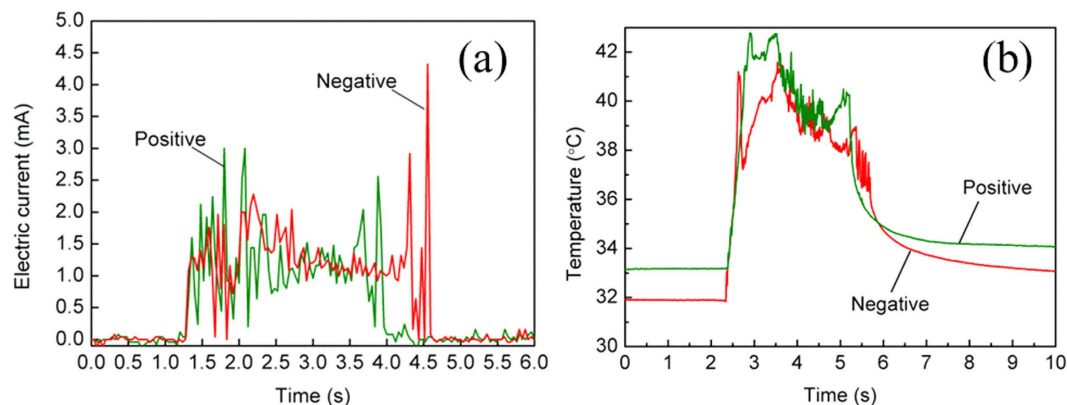 (a)
5.0
4.5
4.0
3.5
3.0
2.5
2.0
1.5
1.0
0.5
0.0
Electric current (mA)
Negative
Positive
0.0 0.5 1.0 1.5 2.0 2.5 3.0 3.5 4.0 4.5 5.0 5.5 6.0
Time (s)
(b)
42
40
38
36
34
32
30
Temperature (°C)
Positive
Negative
0 1 2 3 4 5 6 7 8 9 10
Time (s)